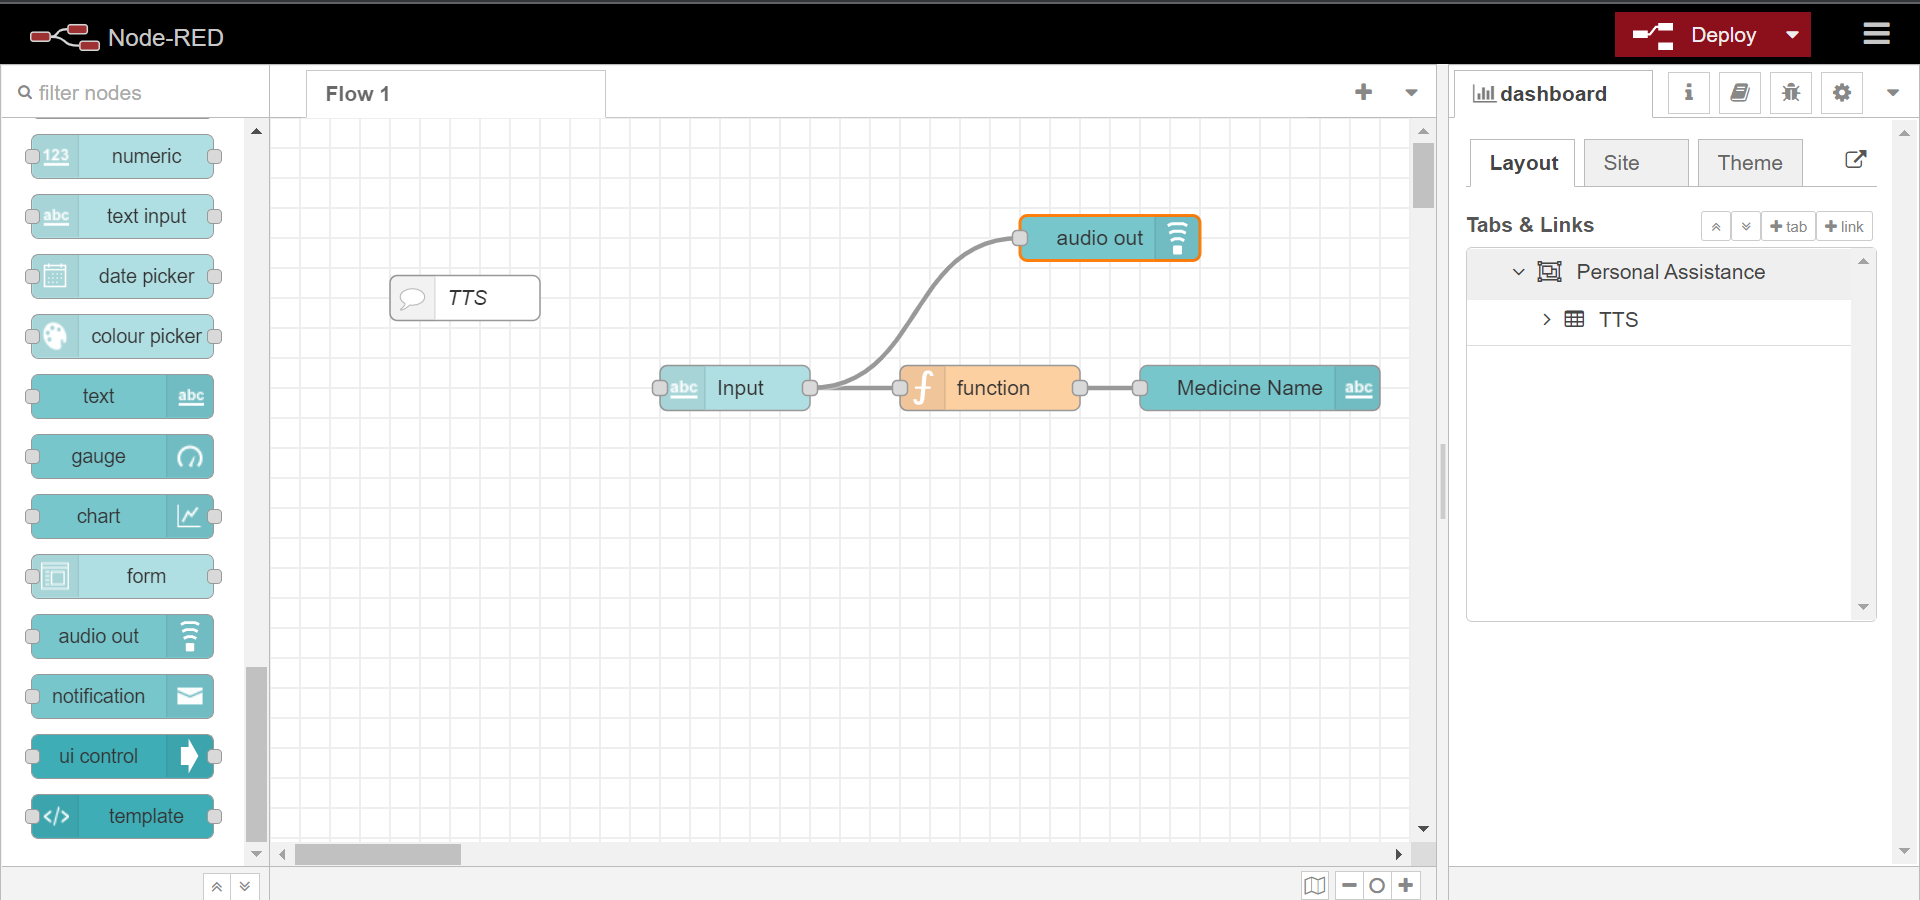 Node-RED
Deploy
filter nodes
Flow 1
dashboard
i
Layout
Site
Theme
Tabs & Links
tab
link
Personal Assistance
TTS
123 numeric
abc text input
date picker
colour picker
text abc
gauge
chart
form
audio out
notification
ui control
</> template
TTS
audio out
abc Input
function
Medicine Name abc